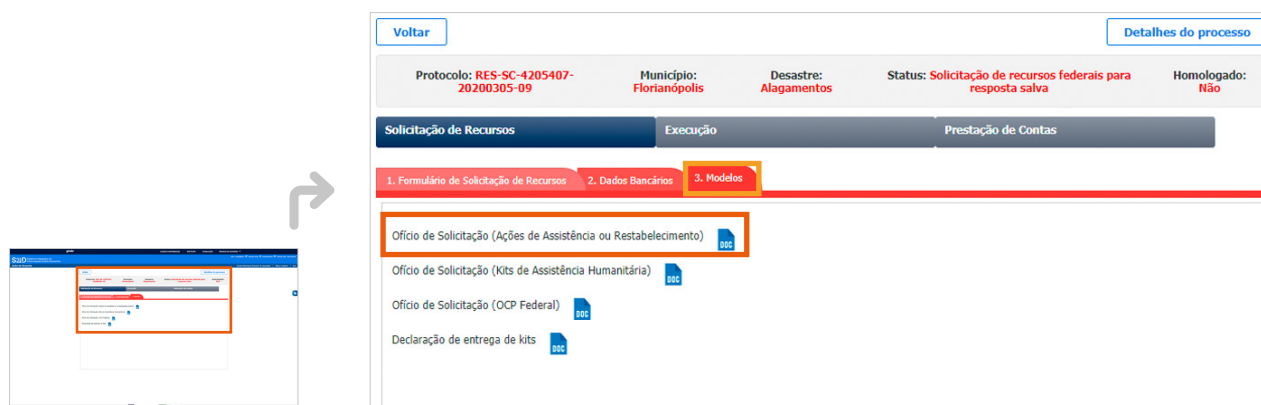 Voltar
Detalhes do processo
Protocolo: RES-SC-4205407-
20200305-09
Município:
Florianópolis
Desastre:
Alagamentos
Status: Solicitação de recursos federais para
resposta salva
Homologado:
Não
Solicitação de Recursos
Execução
Prestação de Contas
1. Formulário de Solicitação de Recursos
2. Dados Bancários
3. Modelos
Ofício de Solicitação (Ações de Assistência ou Restabelecimento)
DOC
Ofício de Solicitação (Kits de Assistência Humanitária)
DOC
Ofício de Solicitação (OCP Federal)
DOC
Declaração de entrega de kits
DOC
S2iD